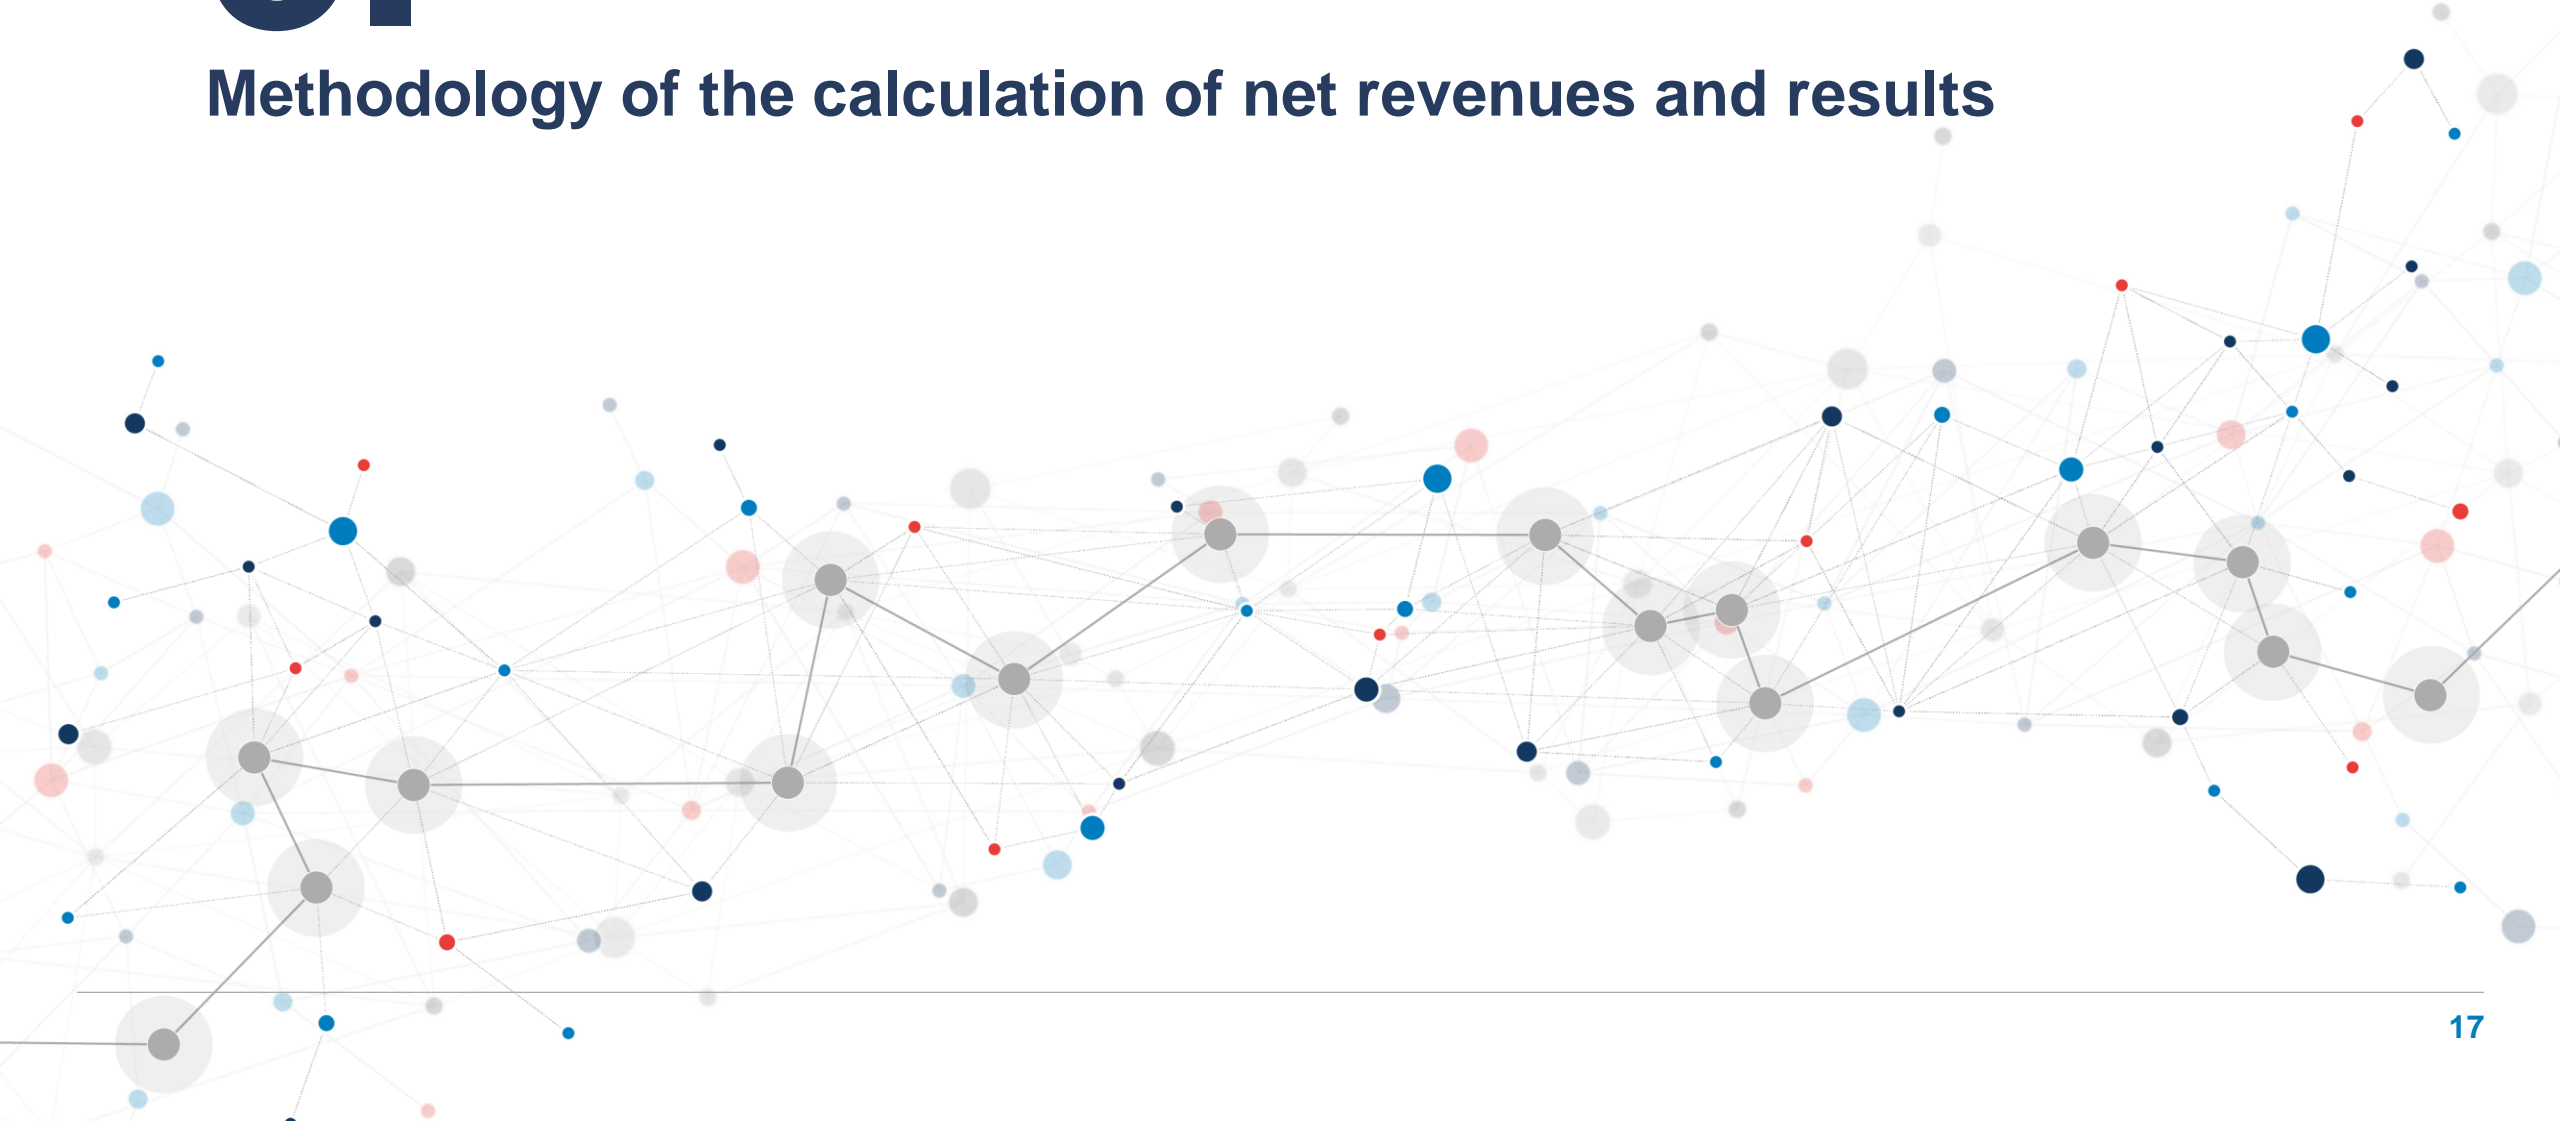 Methodology of the calculation of net revenues and results
17